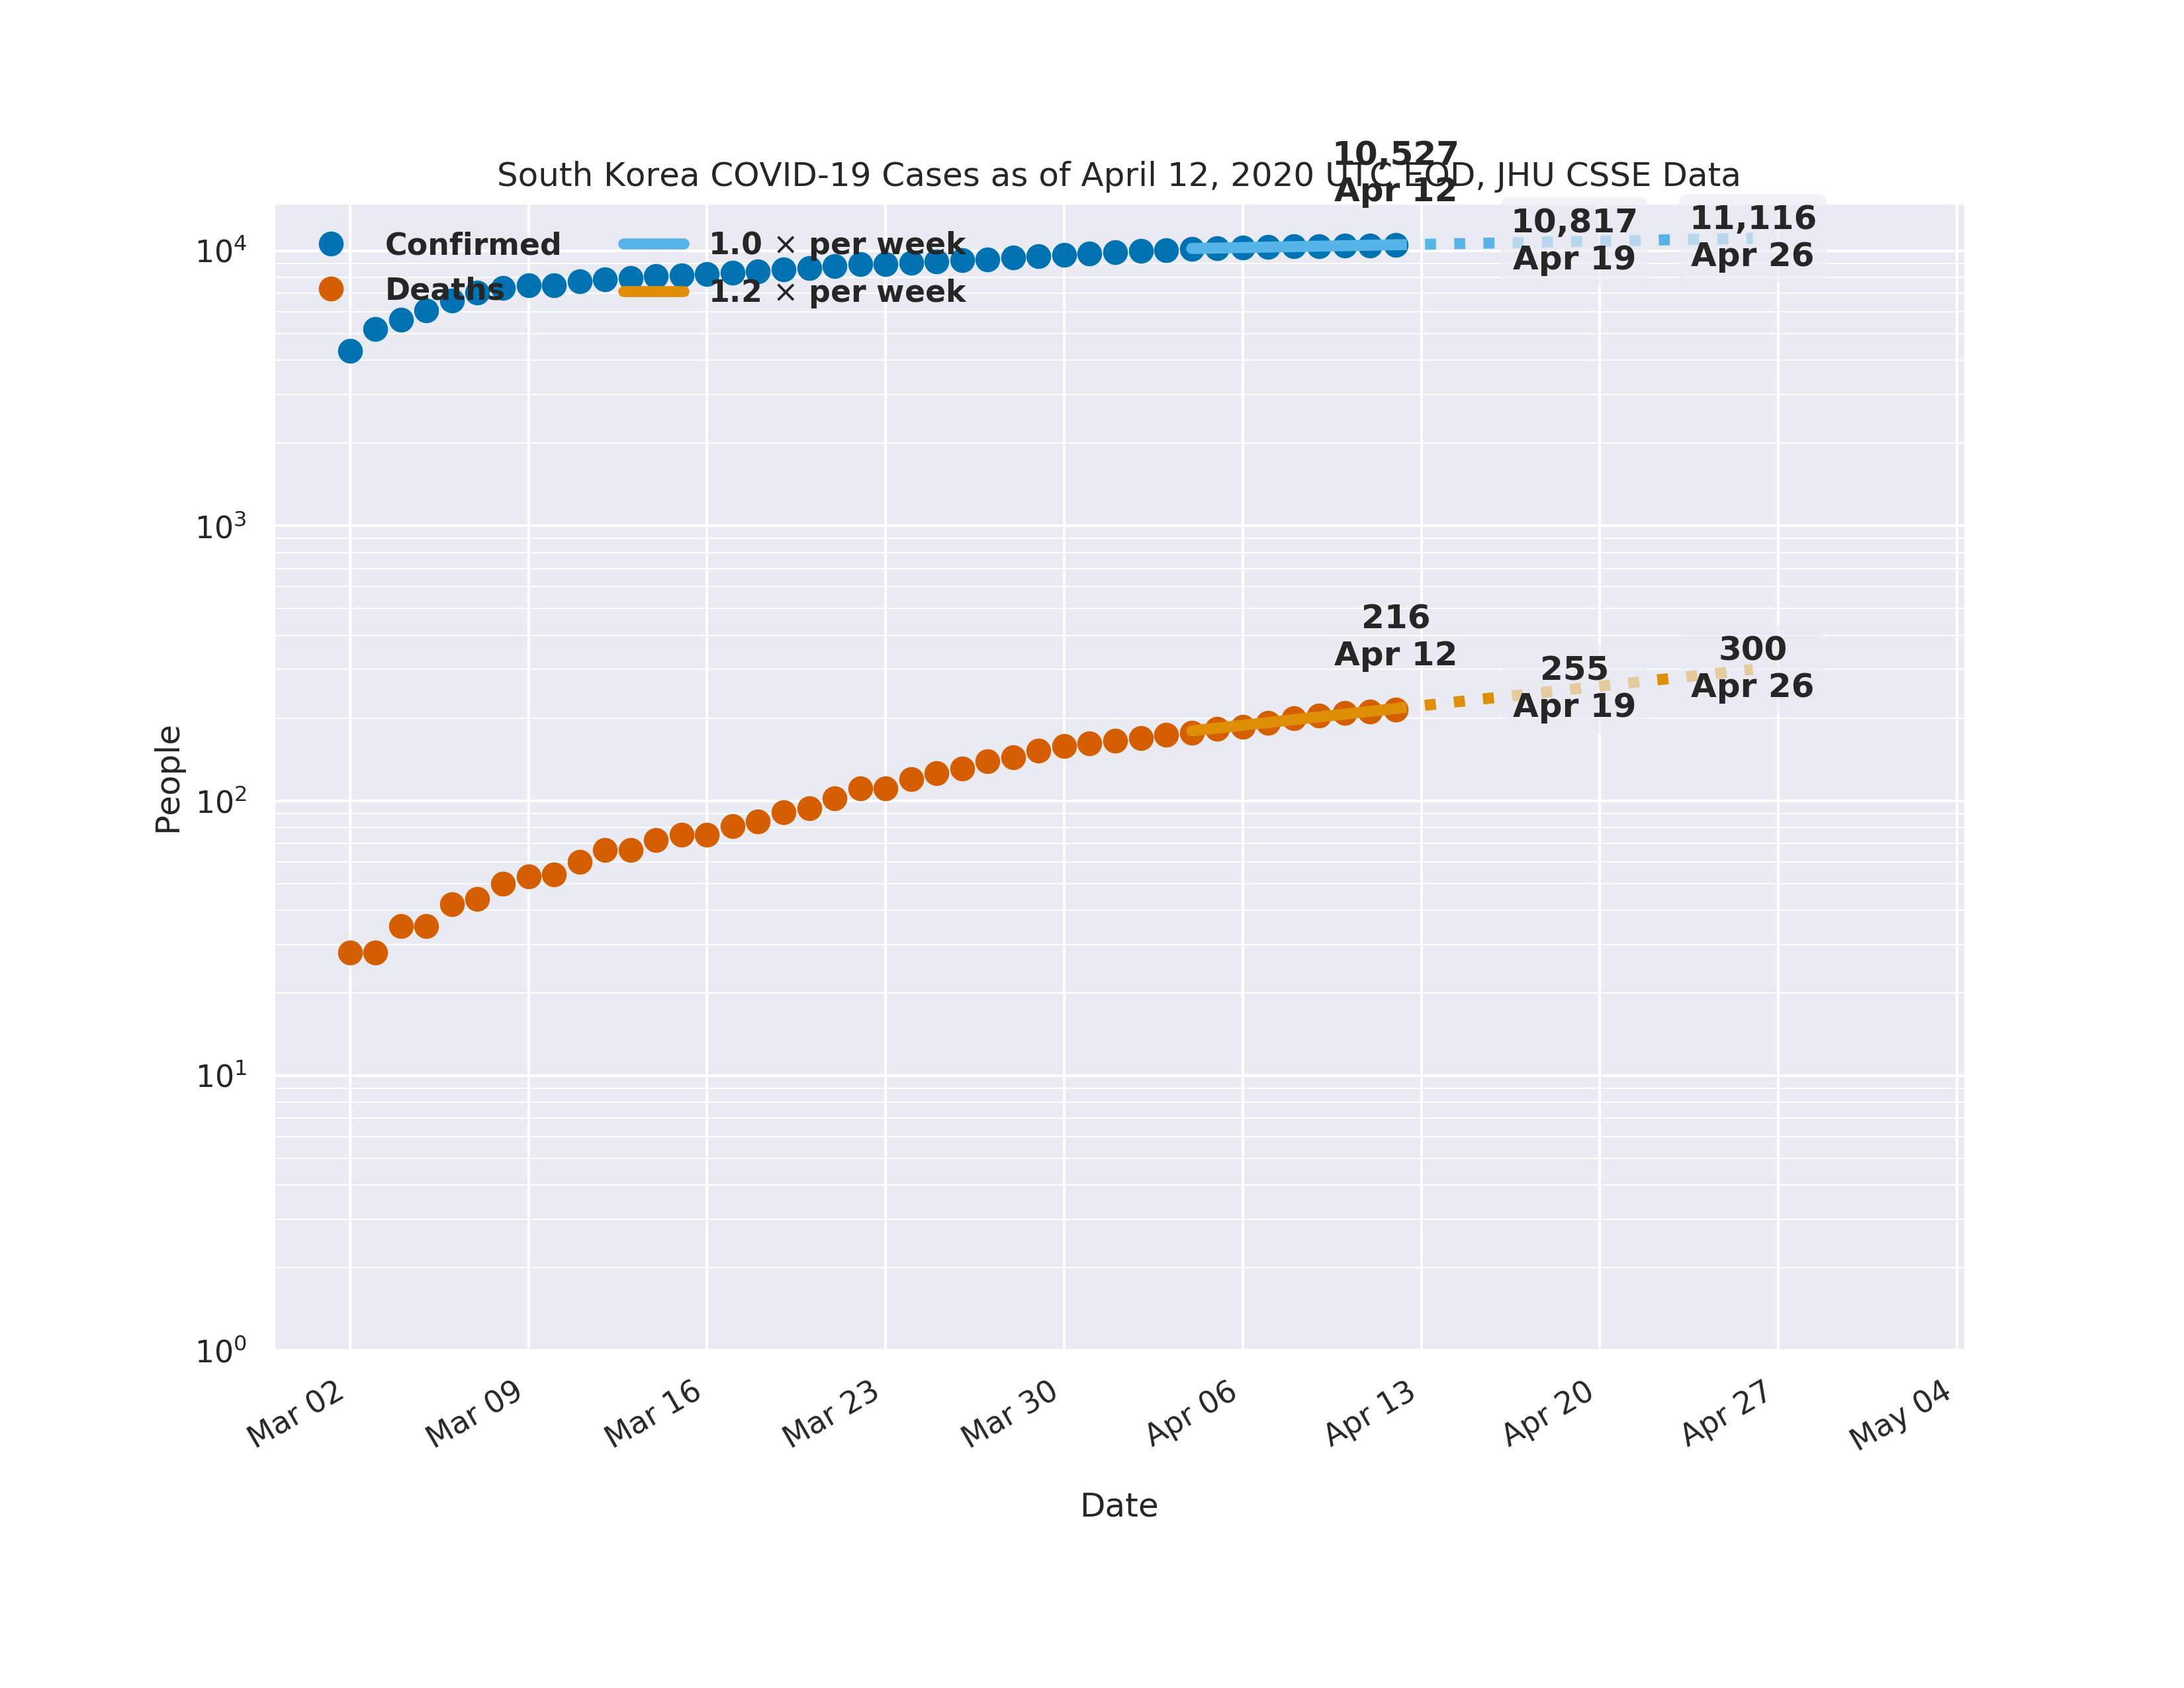 10,527
Apr 12
South Korea COVID-19 Cases as of April 12, 2020 UTC EOD, JHU CSSE Data
10,817
Apr 19
11,116
Apr 26
Confirmed
Deaths
1.0 × per week
1.2 × per week
10⁴
10³
10²
10¹
10⁰
People
216
Apr 12
255
Apr 19
300
Apr 26
Mar 02
Mar 09
Mar 16
Mar 23
Mar 30
Apr 06
Apr 13
Apr 20
Apr 27
May 04
Date